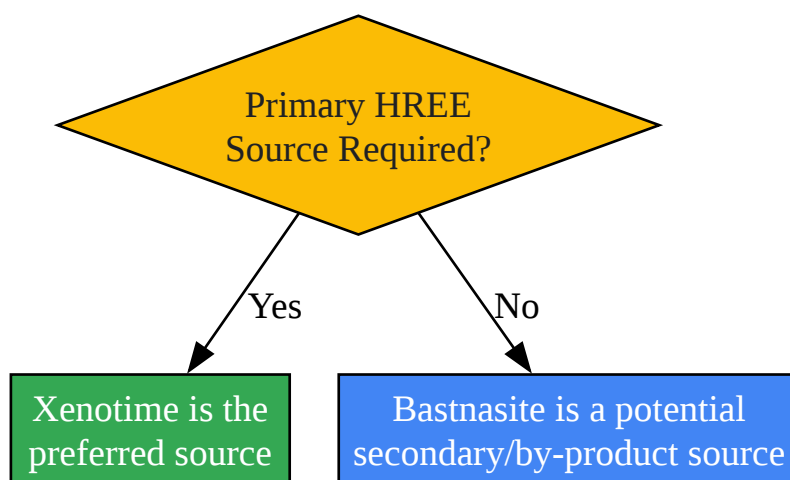 Primary HREE
Source Required?
Yes
No
Xenotime is the
preferred source
Bastnasite is a potential
secondary/by-product source